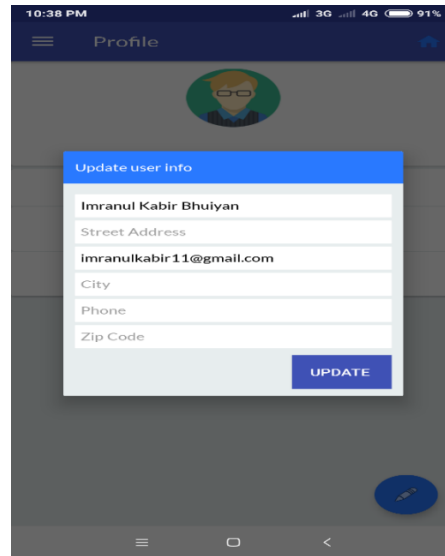 10:38 PM 3G 4G 91%
Profile
Update user info
Imranul Kabir Bhuiyan
Street Address
imranulkabir11@gmail.com
City
Phone
Zip Code
UPDATE